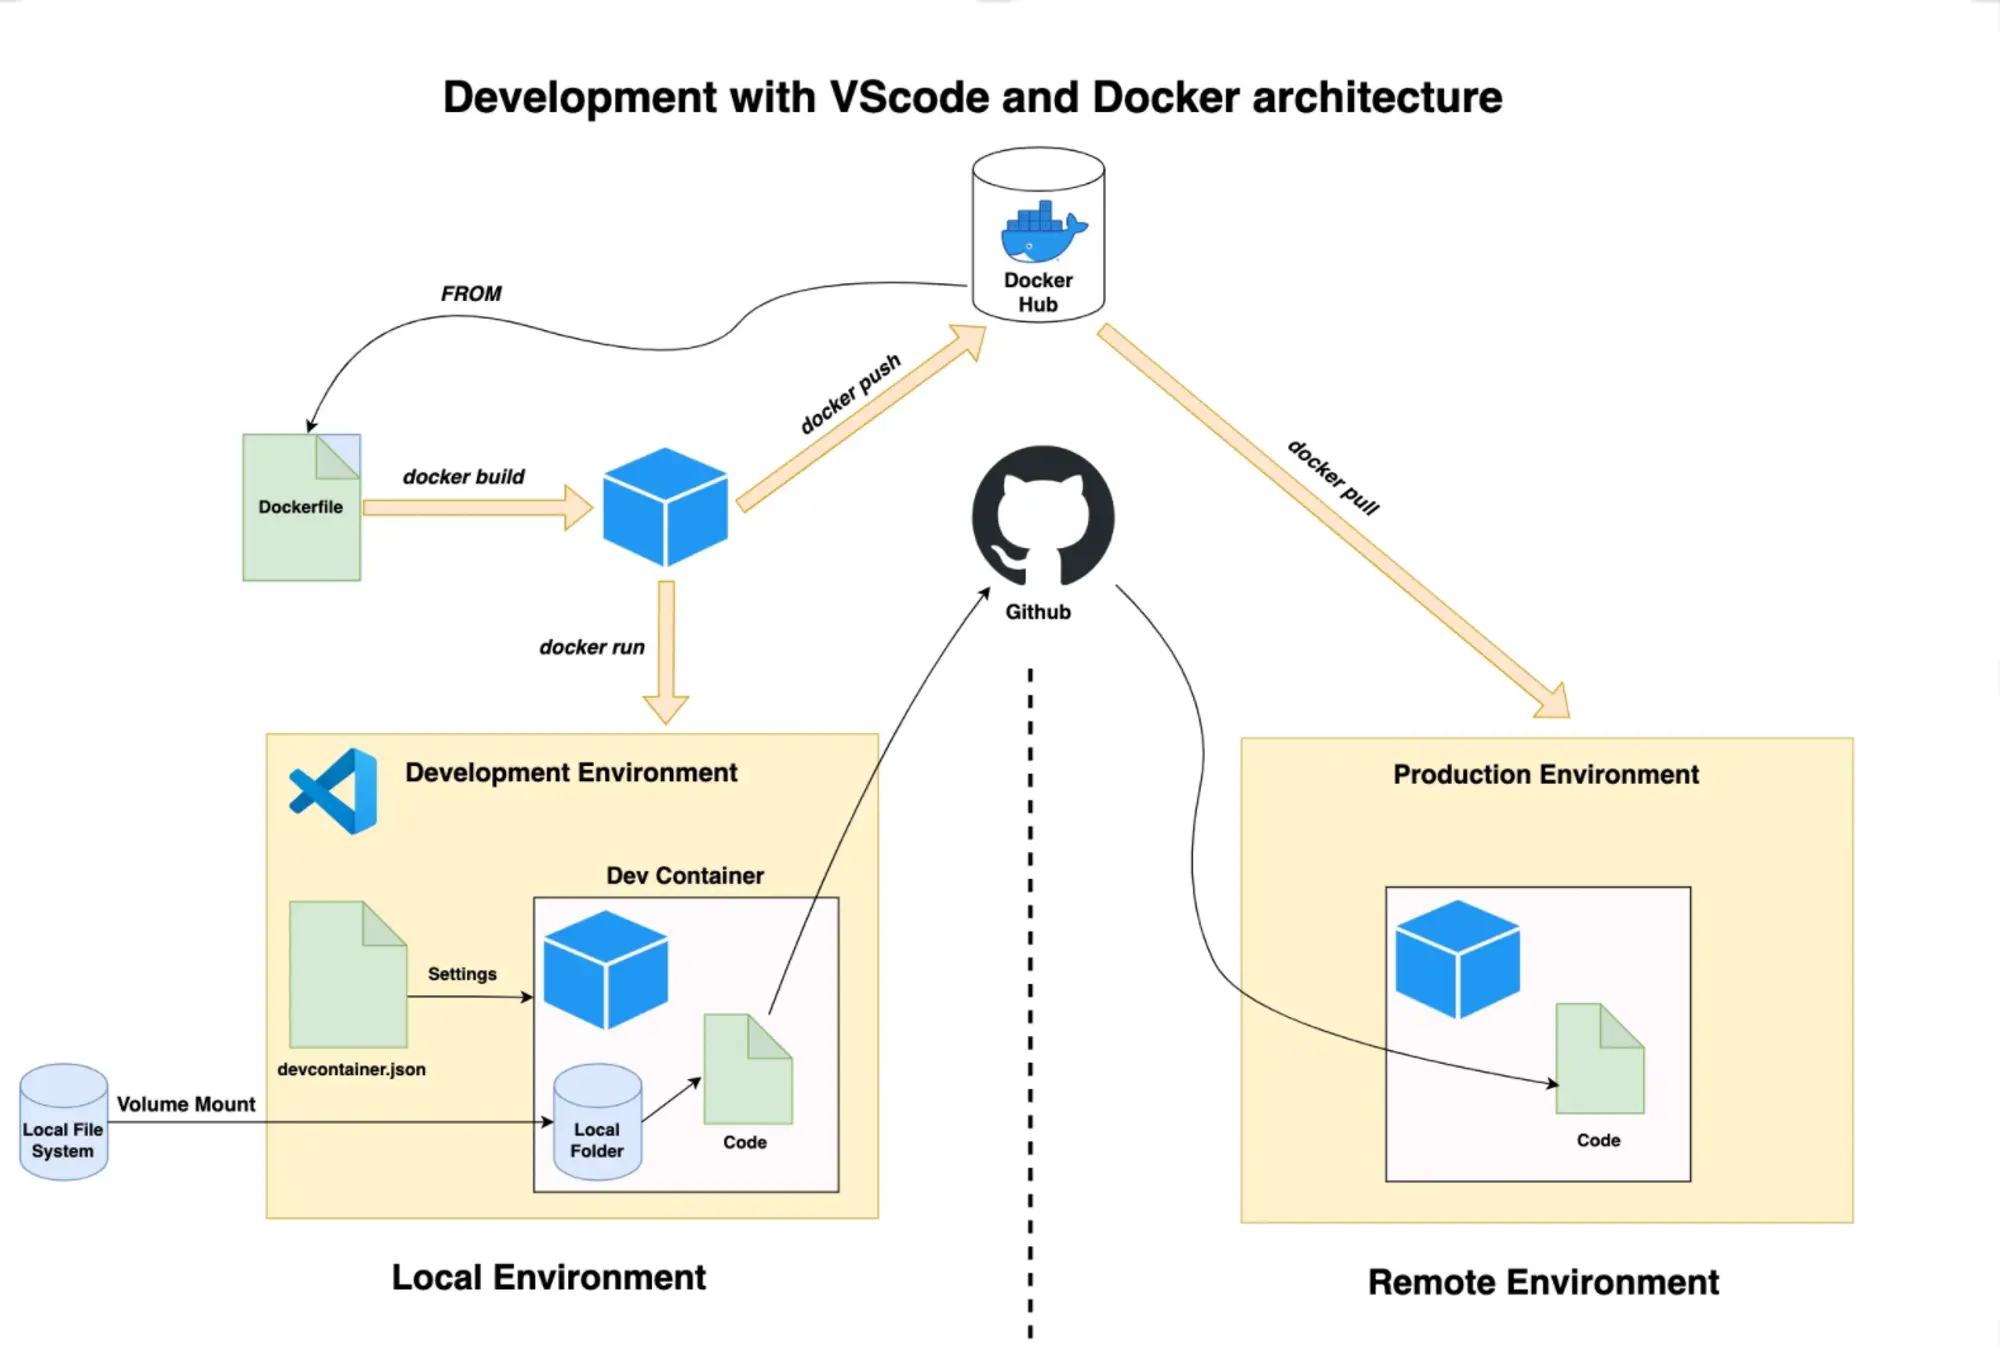 Development with VScode and Docker architecture
Docker
Hub
FROM
docker push
docker pull
docker build
Dockerfile
Github
docker run
Development Environment
Production Environment
Dev Container
Settings
devcontainer.json
Volume Mount
Local File
System
Local
Folder
Code
Code
Local Environment
Remote Environment